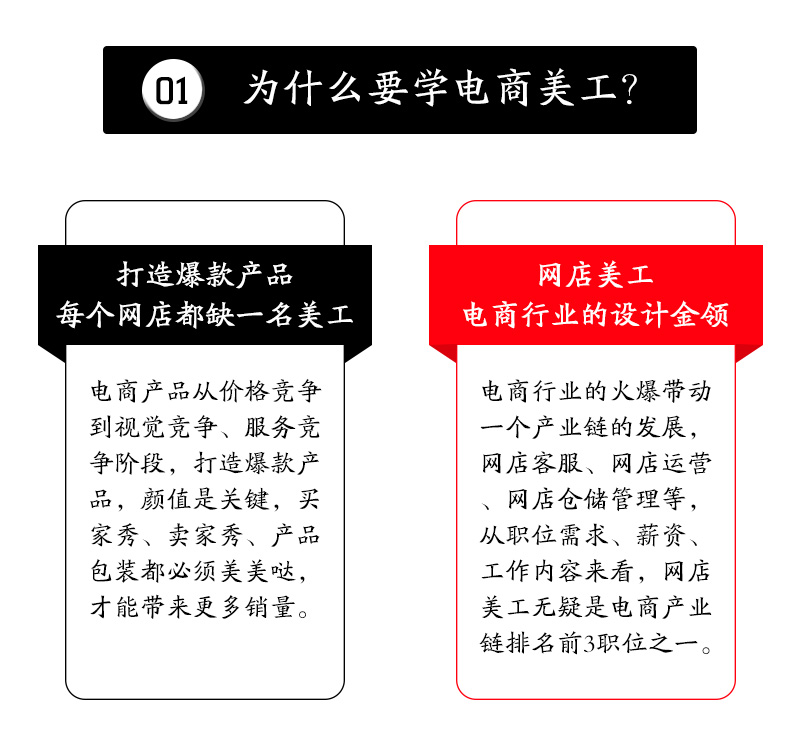 01 为什么要学电商美工？
打造爆款产品
每个网店都缺一名美工
电商产品从价格竞争
到视觉竞争、服务竞
争阶段，打造爆款产
品，颜值是关键，买
家秀、卖家秀、产品
包装都必须美美哒，
才能带来更多销量。
网店美工
电商行业的设计金领
电商行业的火爆带动
一个产业链的发展，
网店客服、网店运营
、网店仓储管理等，
从职位需求、薪资、
工作内容来看，网店
美工无疑是电商产业
链排名前3职位之一。